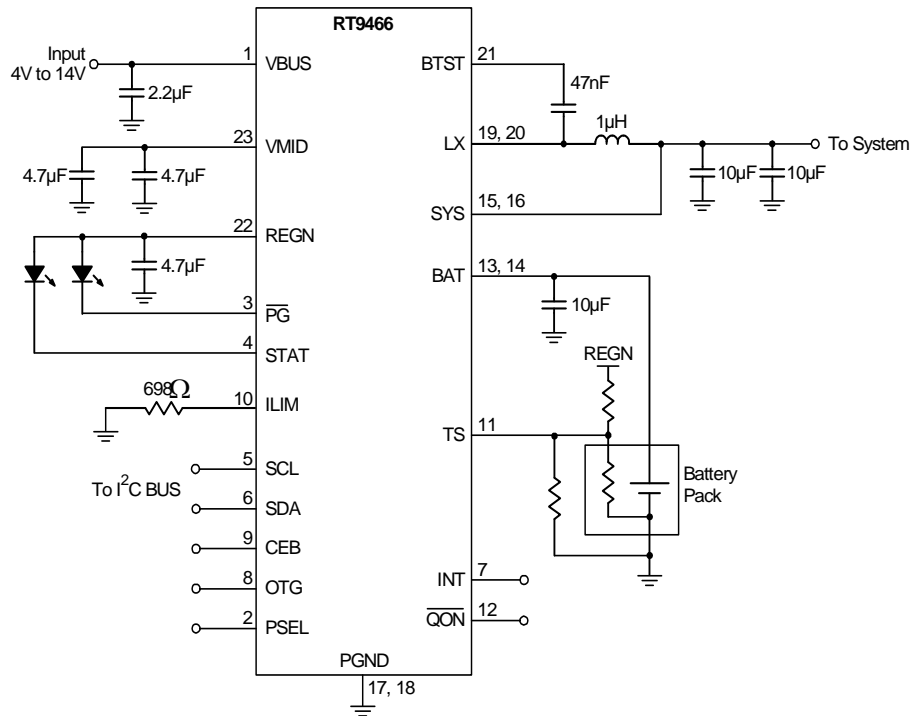 RT9466
Input
4V to 14V
1
VBUS
2.2µF
23
VMID
4.7µF
4.7µF
22
REGN
4.7µF
3
PG
4
STAT
698Ω
10
ILIM
5
SCL
To I²C BUS
6
SDA
9
CEB
8
OTG
2
PSEL
BTST
21
47nF
1µH
LX
19, 20
To System
10µF
10µF
15, 16
SYS
BAT
13, 14
10µF
REGN
TS
11
Battery
Pack
INT
7
QON
12
PGND
17, 18